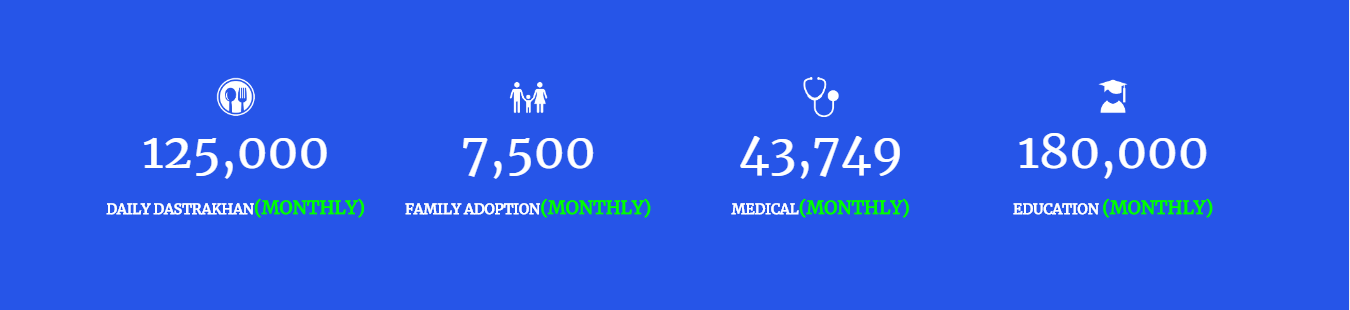 125,000
7,500
43,749
180,000
DAILY DASTRAKHAN(MONTHLY)
FAMILY ADOPTION(MONTHLY)
MEDICAL(MONTHLY)
EDUCATION (MONTHLY)